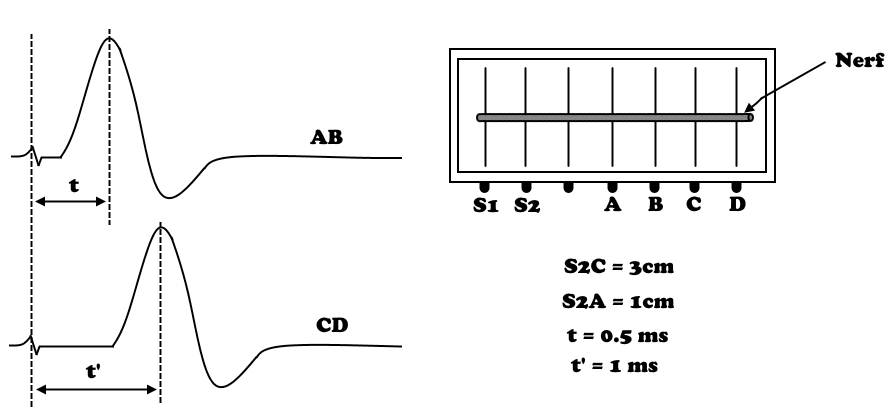 Nerf
AB
t
S1 S2 A B C D
S2C = 3cm
S2A = 1cm
CD
t = 0.5 ms
t' = 1 ms
t'